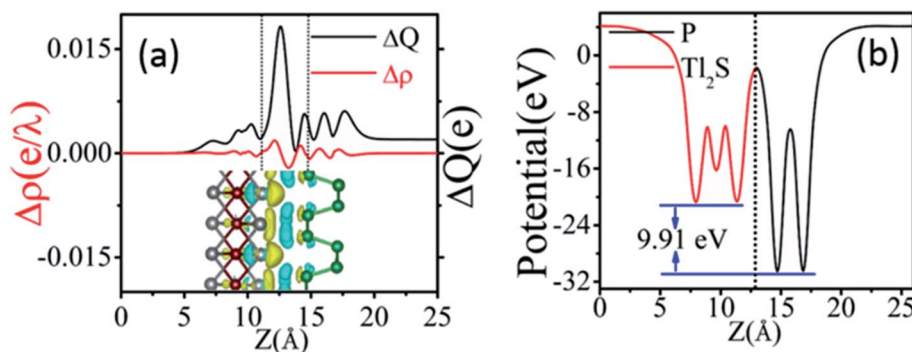 (a)
ΔQ
Δρ
0.015
0.000
-0.015
Δρ(e/λ)
ΔQ(e)
0 5 10 15 20 25
Z(Å)
(b)
P
Tl₂S
0
-8
-16
-24
-32
Potential(eV)
9.91 eV
0 5 10 15 20 25
Z(Å)